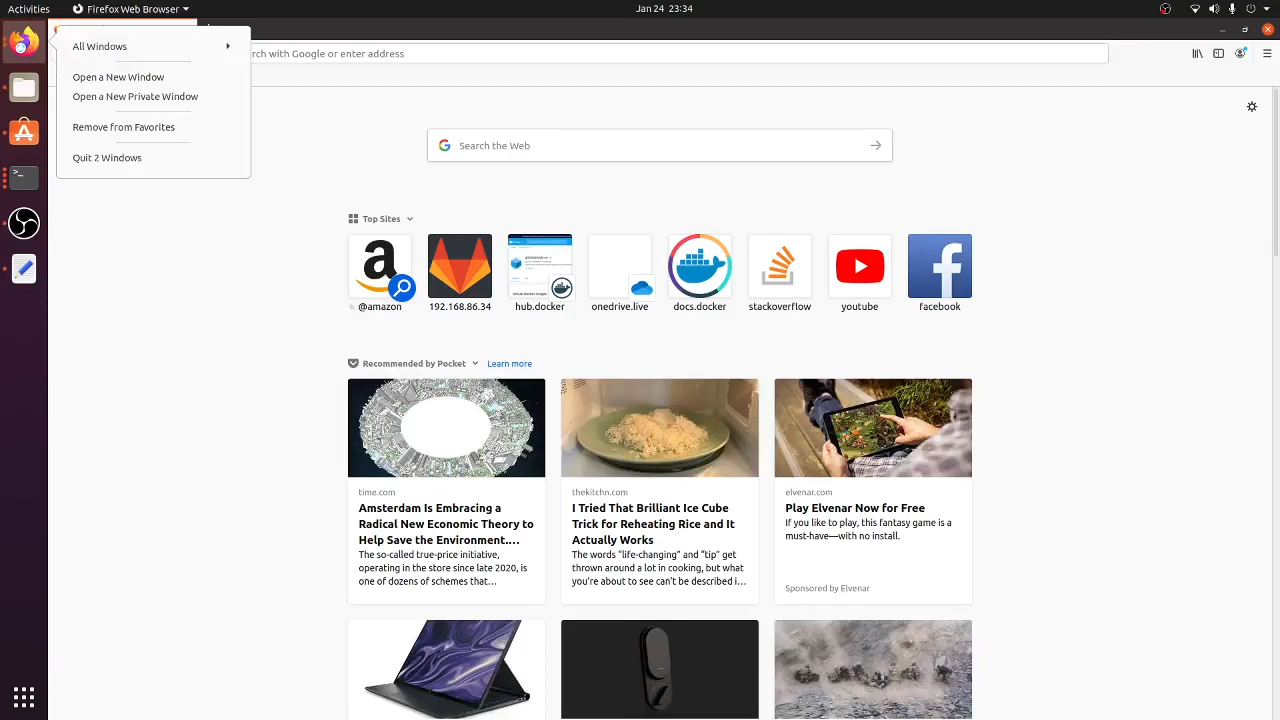 Activities
Firefox Web Browser
Jan 24 23:34
All Windows
Open a New Window
Open a New Private Window
Remove from Favorites
Quit 2 Windows
rch with Google or enter address
Search the Web
Top Sites
@amazon
192.168.86.34
hub.docker
onedrive.live
docs.docker
stackoverflow
youtube
facebook
Recommended by Pocket
Learn more
time.com
Amsterdam Is Embracing a
Radical New Economic Theory to
Help Save the Environment.…
The so-called true-price initiative,
operating in the store since late 2020, is
one of dozens of schemes that…
thekitchn.com
I Tried That Brilliant Ice Cube
Trick for Reheating Rice and It
Actually Works
The words “life-changing” and “tip” get
thrown around a lot in cooking, but what
you’re about to see can’t be described i…
elvenar.com
Play Elvenar Now for Free
If you like to play, this fantasy game is a
must-have—with no install.
Sponsored by Elvenar